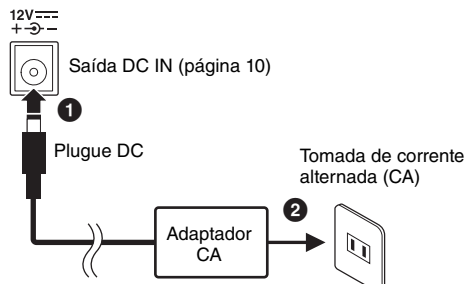 12V
+ -
Saída DC IN (página 10)
1
Plugue DC
Tomada de corrente
alternada (CA)
2
Adaptador
CA